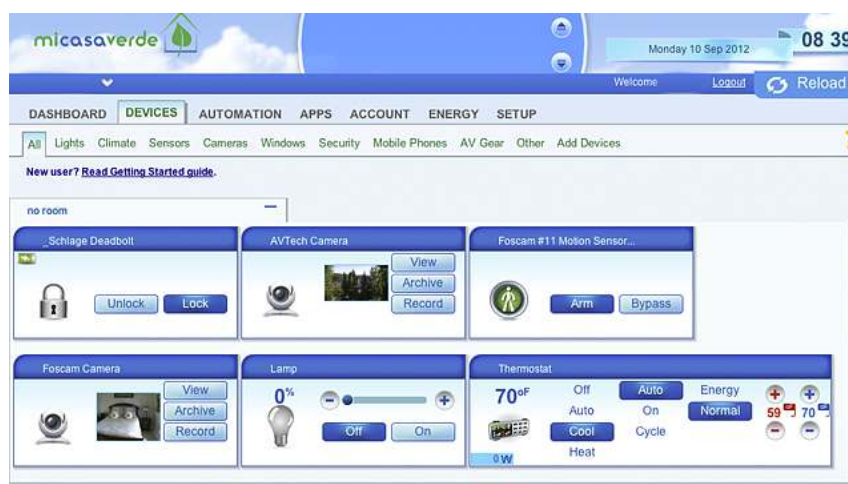 micasaverde
Monday 10 Sep 2012
08 39
Welcome Logout Reload
DASHBOARD DEVICES AUTOMATION APPS ACCOUNT ENERGY SETUP
All Lights Climate Sensors Cameras Windows Security Mobile Phones AV Gear Other Add Devices
New user? Read Getting Started guide.
no room
_Schlage Deadbolt
Unlock Lock
AVTech Camera
View
Archive
Record
Foscam #11 Motion Sensor...
Arm Bypass
Foscam Camera
View
Archive
Record
Lamp
0%
Off On
Thermostat
70°F
0 W
Off
Auto
Cool
Heat
Auto
On
Cycle
Energy
Normal
59 70